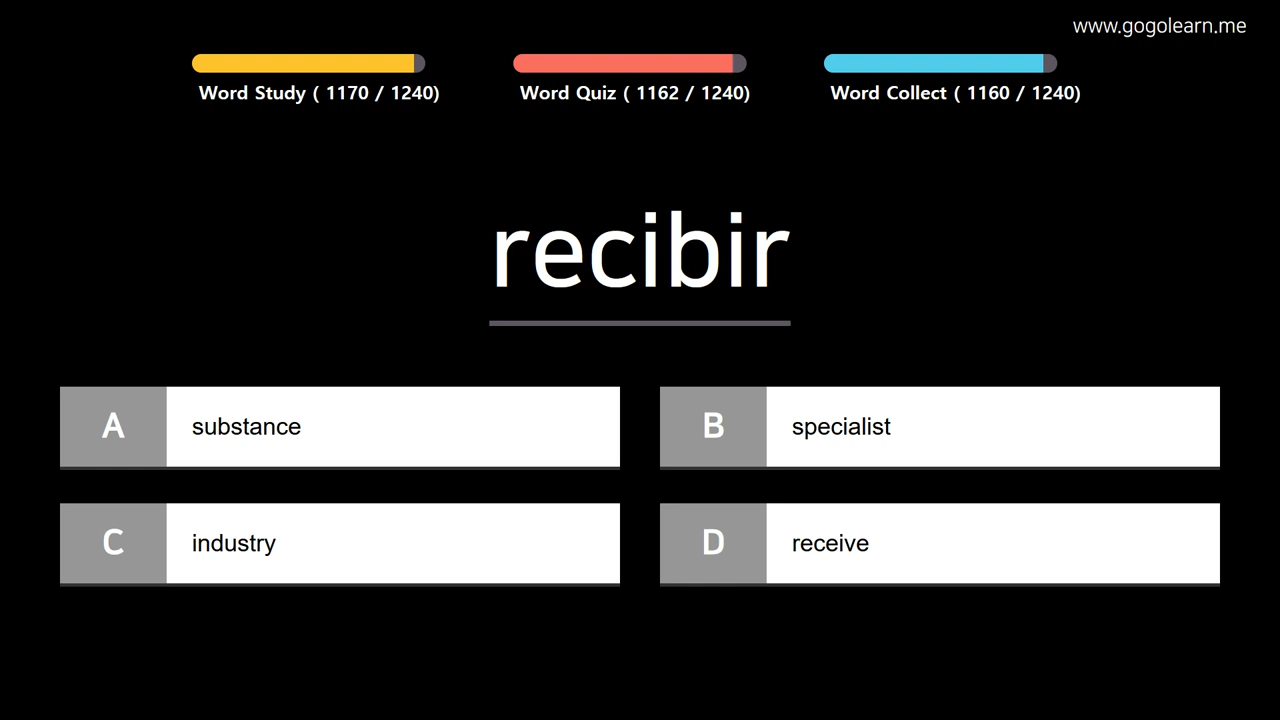 www.gogolearn.me
Word Study ( 1170 / 1240)
Word Quiz ( 1162 / 1240)
Word Collect ( 1160 / 1240)
recibir
A substance
B specialist
C industry
D receive